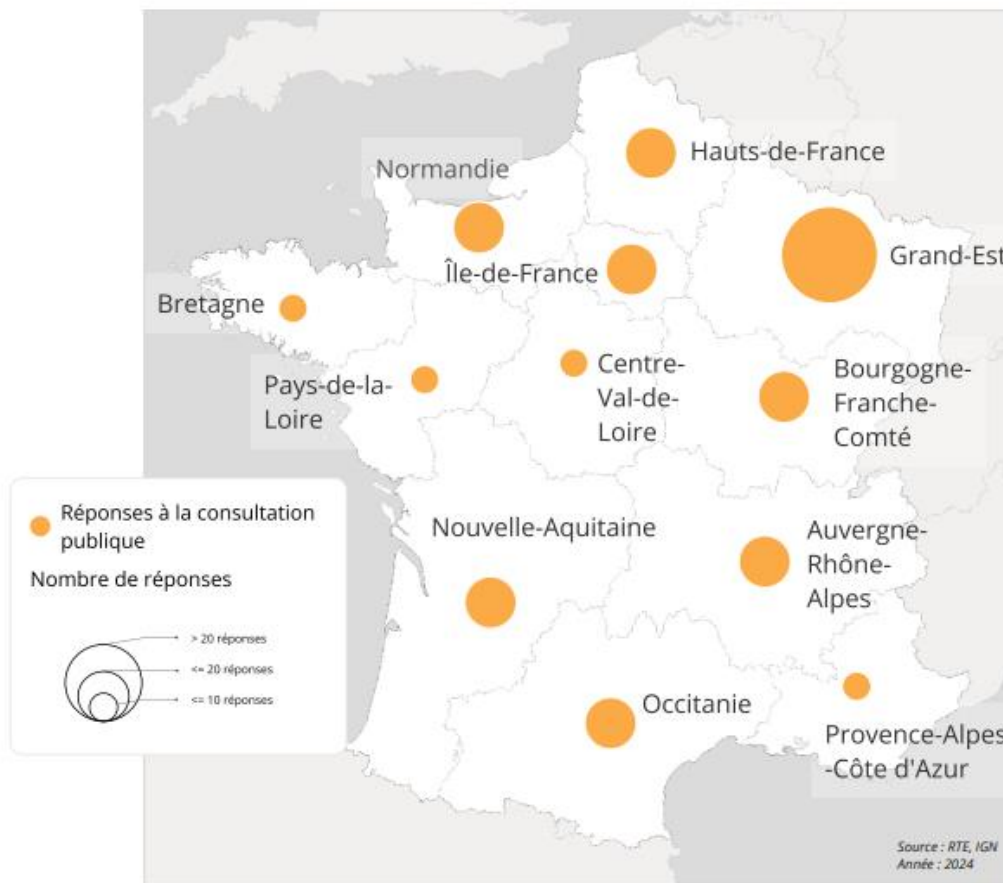 Hauts-de-France
Normandie
Grand-Est
Île-de-France
Bretagne
Centre-
Val-de-
Loire
Bourgogne-
Franche-
Comté
Pays-de-la-
Loire
Réponses à la consultation
publique
Nombre de réponses
> 20 réponses
<= 20 réponses
<= 10 réponses
Nouvelle-Aquitaine
Auvergne-
Rhône-
Alpes
Occitanie
Provence-Alpes
-Côte d'Azur
Source : RTE, IGN
Année : 2024